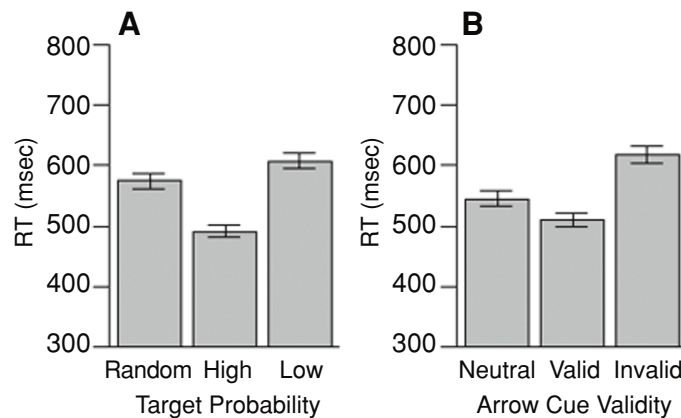 A
800
700
600
500
400
300
RT (msec)
Random High Low
Target Probability
B
800
700
600
500
400
300
RT (msec)
Neutral Valid Invalid
Arrow Cue Validity